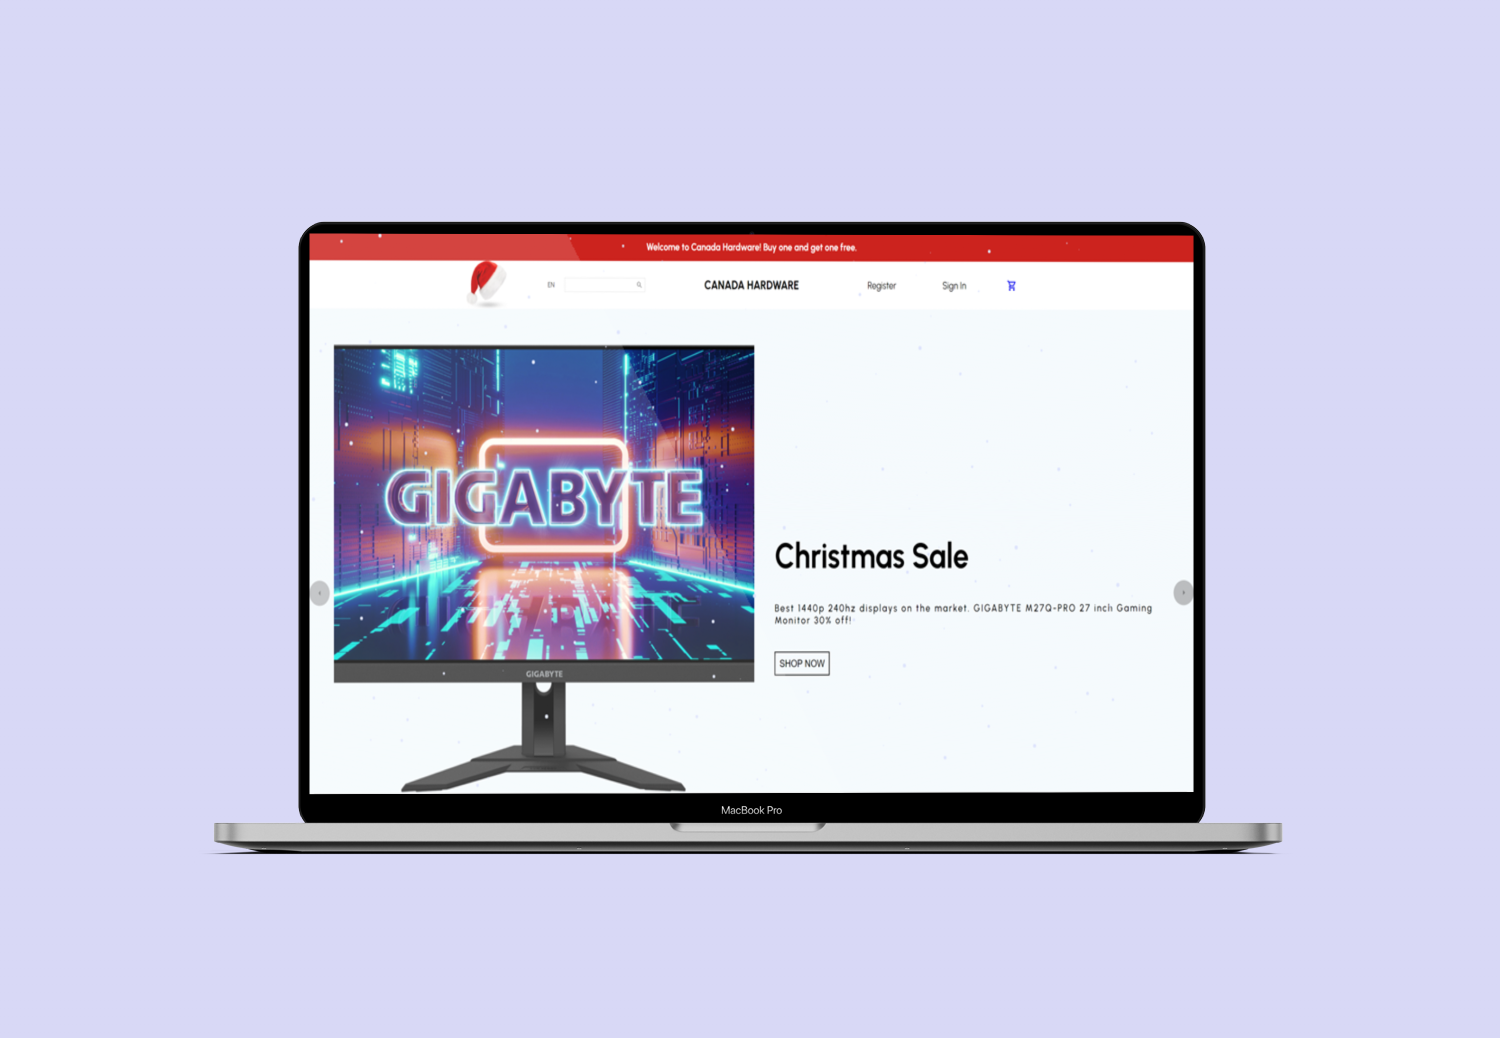 Welcome to Canada Hardware! Buy one and get one free.
EN
CANADA HARDWARE
Register
Sign In
GIGABYTE
Christmas Sale
Best 1440p 240hz displays on the market. GIGABYTE M27Q-PRO 27 inch Gaming
Monitor 30% off!
SHOP NOW
GIGABYTE
MacBook Pro